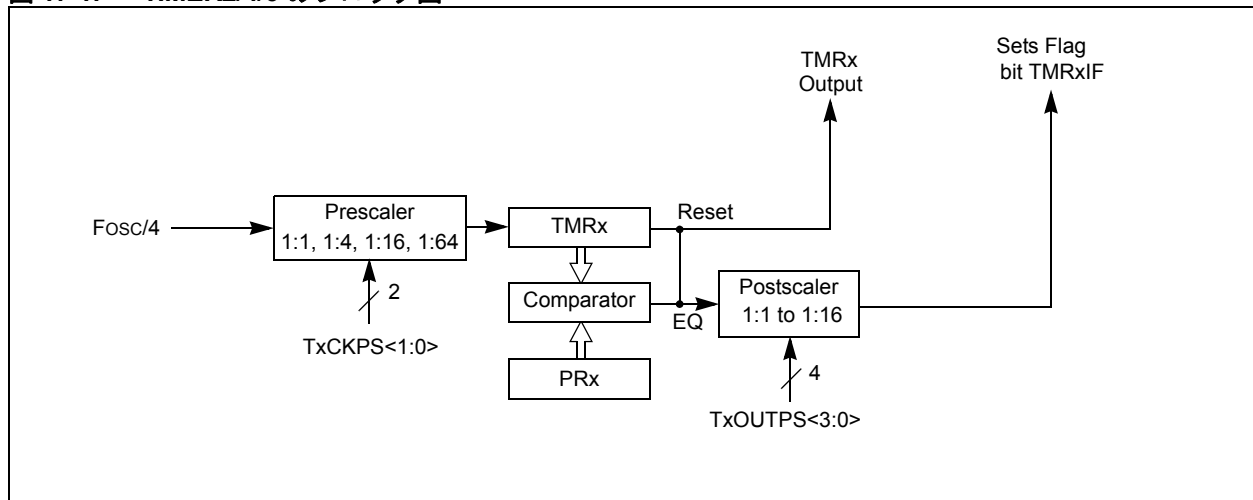 TMRx
Output
Sets Flag
bit TMRxIF
Fosc/4
Prescaler
1:1, 1:4, 1:16, 1:64
2
TxCKPS<1:0>
TMRx
Reset
Comparator
EQ
PRx
Postscaler
1:1 to 1:16
4
TxOUTPS<3:0>